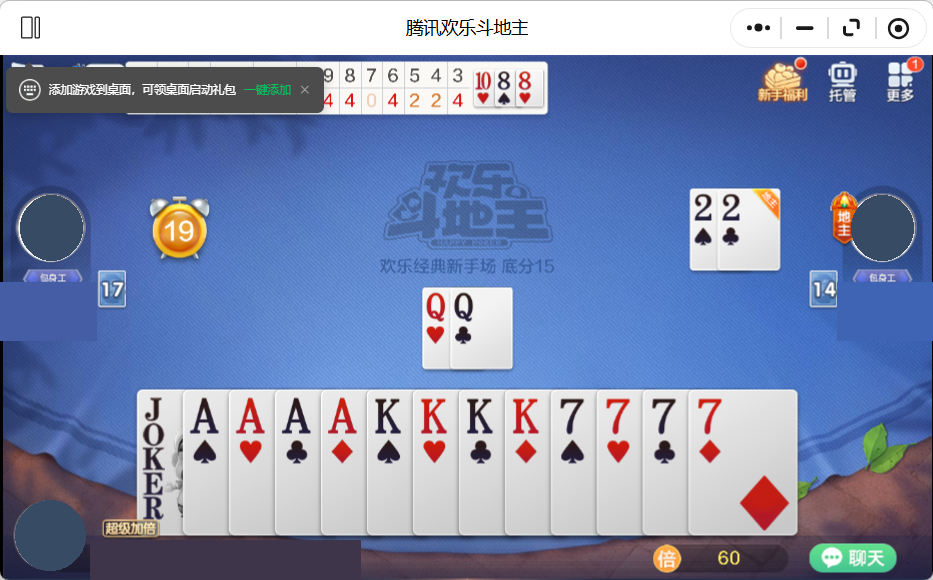 腾讯欢乐斗地主
添加游戏到桌面，可领桌面启动礼包 一键添加 ×
9 8 7 6 5 4 3
4 4 0 4 2 2 4
10 8 8
新手福利
托管
更多
1
19
欢乐
斗地主
HAPPY POKER
欢乐经典新手场 底分15
2 2
地主
地主
包身工
包身工
17
14
Q Q
JOKER A A A A K K K K 7 7 7 7
超级加倍
倍 60
聊天